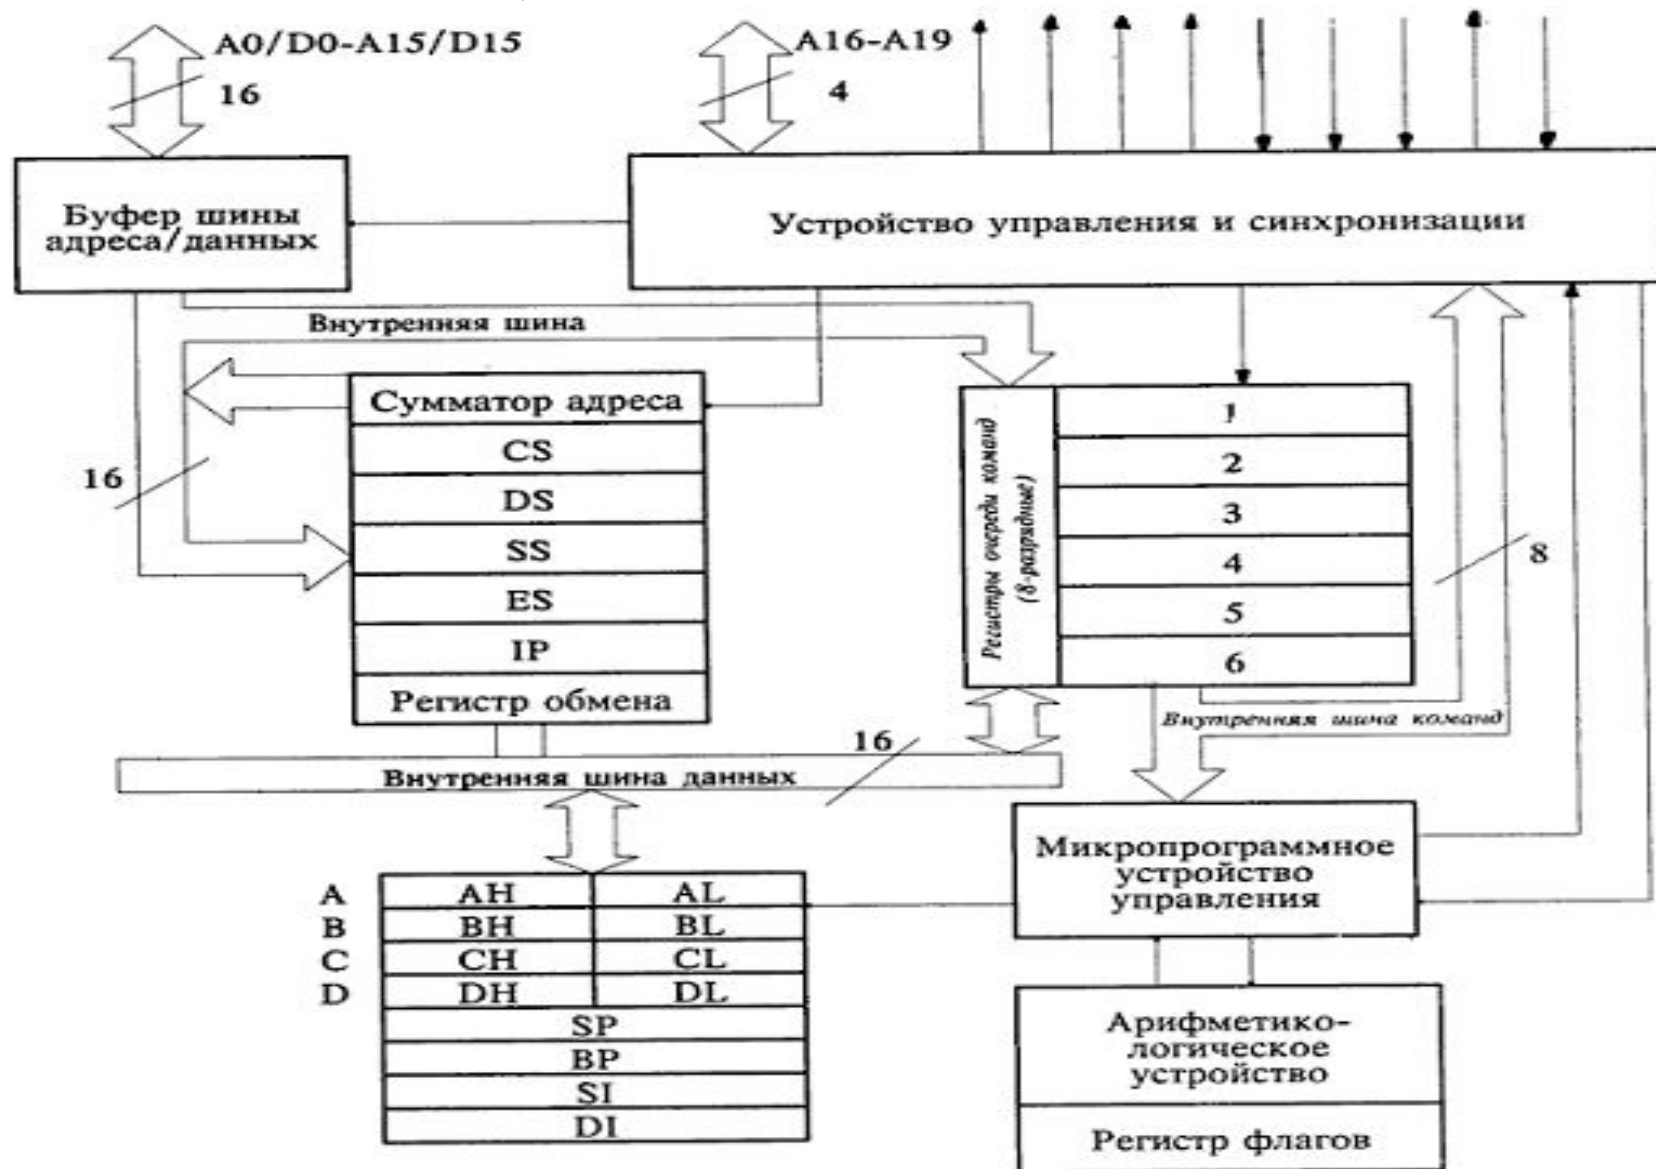 A0/D0-A15/D15
16
A16-A19
4
Буфер шины
адреса/данных
Устройство управления и синхронизации
Внутренняя шина
16
Сумматор адреса
CS
DS
SS
ES
IP
Регистр обмена
Регистры очереди команд
(8-разрядные)
1
2
3
4
5
6
8
Внутренняя шина команд
16
Внутренняя шина данных
Микропрограммное
устройство
управления
A AH AL
B BH BL
C CH CL
D DH DL
SP
BP
SI
DI
Арифметико-
логическое
устройство
Регистр флагов